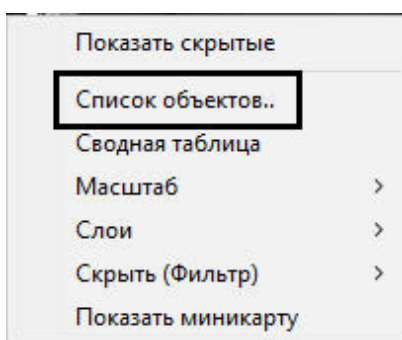 Показать скрытые
Список объектов..
Сводная таблица
Масштаб
Слои
Скрыть (Фильтр)
Показать миникарту